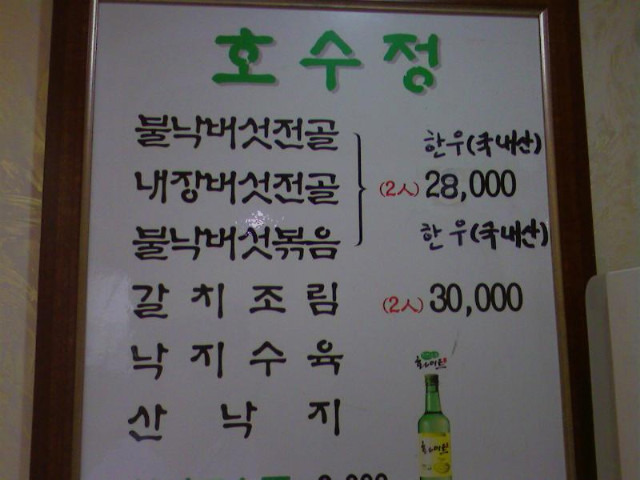 호수정
불낙버섯전골 한우(국내산)
내장버섯전골 (2人) 28,000
불낙버섯볶음 한우(국내산)
갈치조림 (2人) 30,000
낙지수육
산낙지